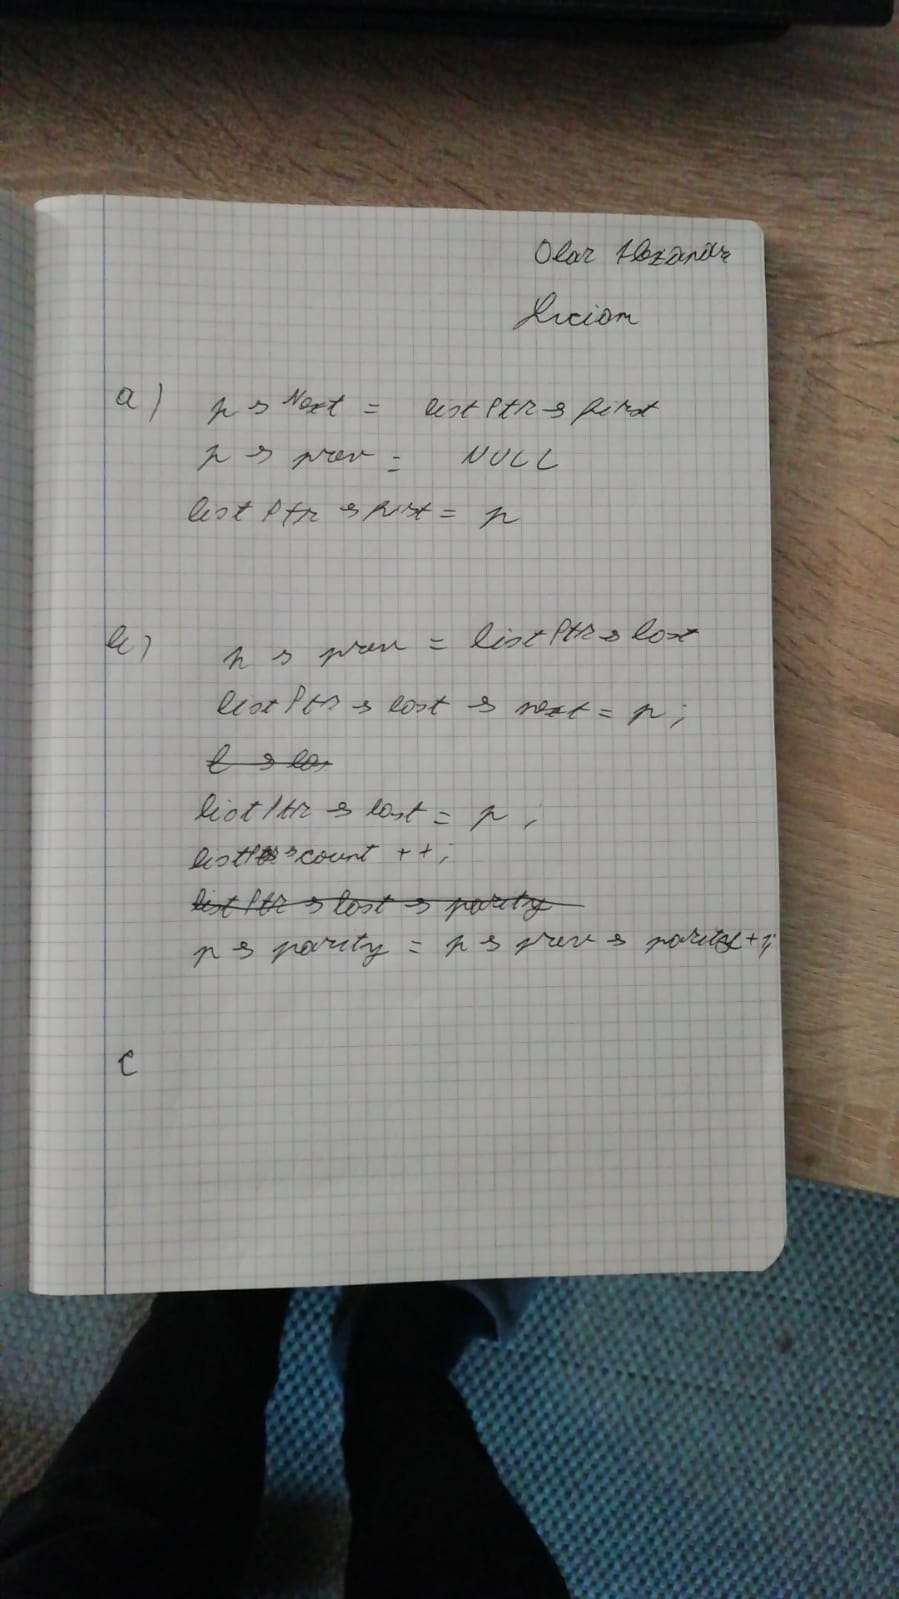 Olar Alexandr
Lucian
a) p → Next = listPtr → first
p → prev = NULL
listPtr → first = p
b) p → prev = listPtr → last
listPtr → last → next = p;
l → las
listPtr → last = p;
listPtr → count ++;
listPtr → last → parity
p → parity = p → prev → parity + 1;
c